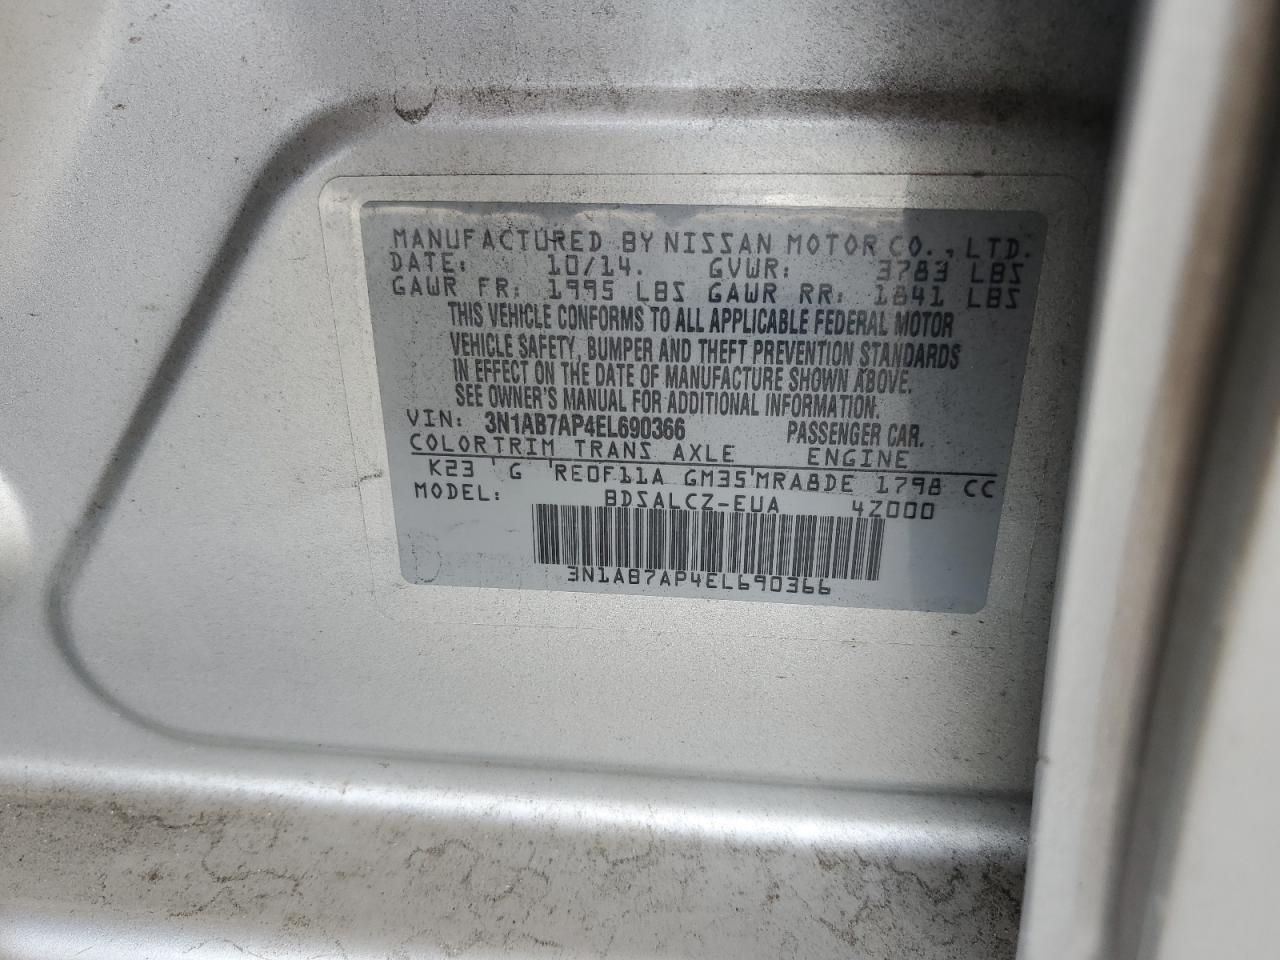 MANUFACTURED BY NISSAN MOTOR CO., LTD.
DATE: 10/14. GVWR: 3783 LBS
GAWR FR: 1995 LBS GAWR RR: 1841 LBS
THIS VEHICLE CONFORMS TO ALL APPLICABLE FEDERAL MOTOR
VEHICLE SAFETY, BUMPER AND THEFT PREVENTION STANDARDS
IN EFFECT ON THE DATE OF MANUFACTURE SHOWN ABOVE.
SEE OWNER'S MANUAL FOR ADDITIONAL INFORMATION.
VIN: 3N1AB7AP4EL690366 PASSENGER CAR.
COLOR TRIM TRANS AXLE ENGINE
K23 ' G 'RE0F11A GM35'MRA8DE 1798 CC
MODEL: BDSALCZ-EUA 4Z000
3N1AB7AP4EL690366